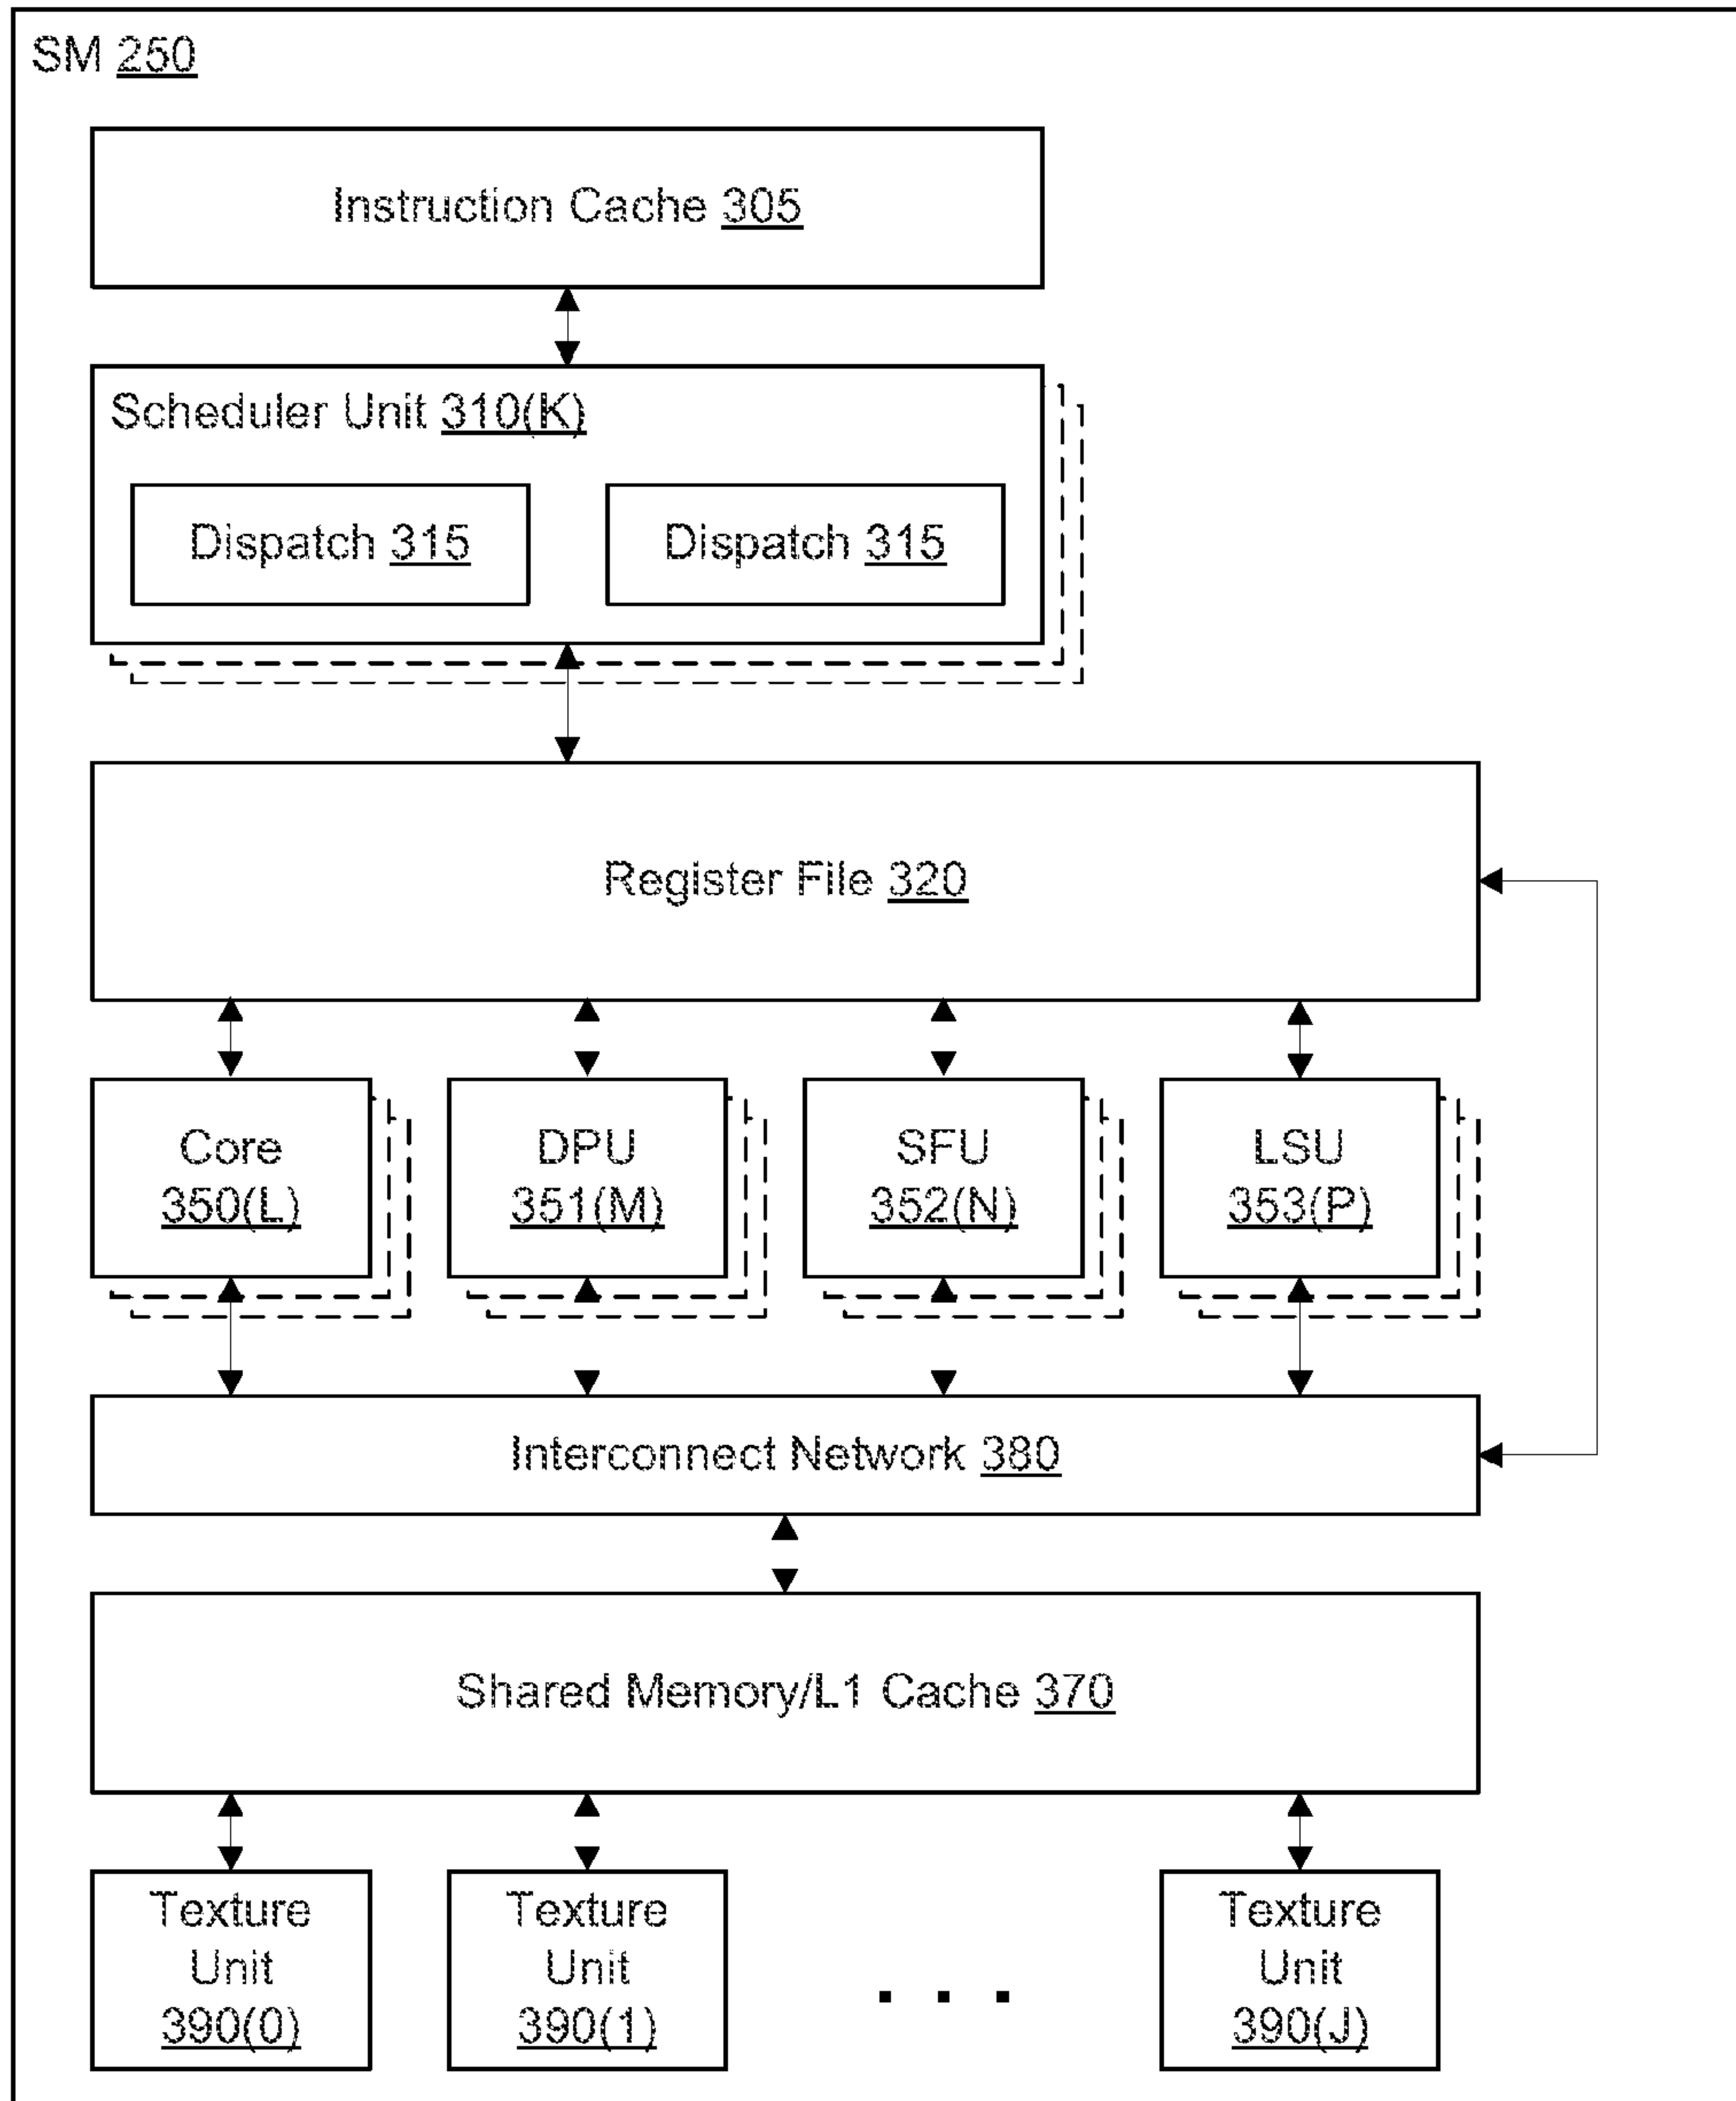 SM 250
Instruction Cache 305
Scheduler Unit 310(K)
Dispatch 315
Dispatch 315
Register File 320
Core
350(L)
DPU
351(M)
SFU
352(N)
LSU
353(P)
Interconnect Network 380
Shared Memory/L1 Cache 370
Texture
Unit
390(0)
Texture
Unit
390(1)
. . .
Texture
Unit
390(J)